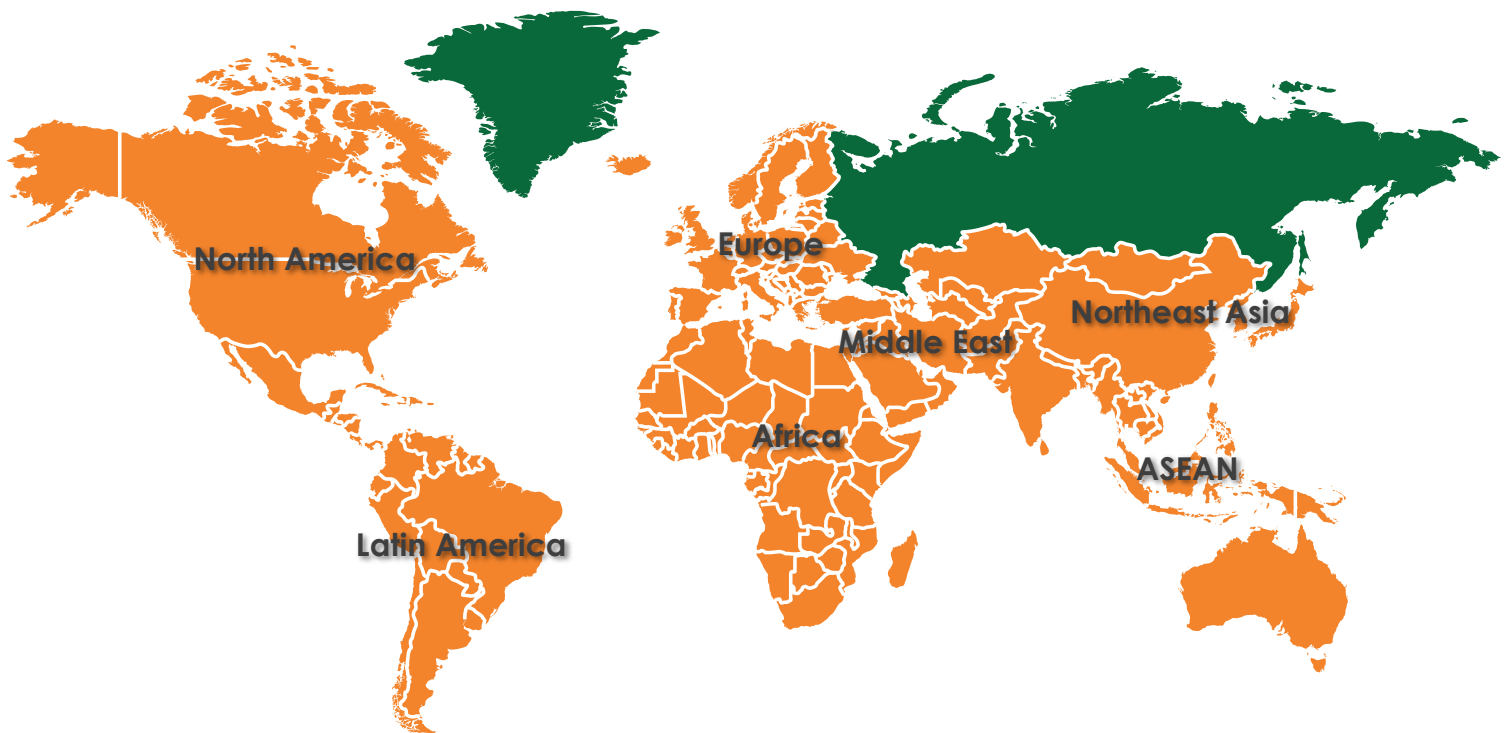 Europe
North America
Northeast Asia
Middle East
Africa
ASEAN
Latin America